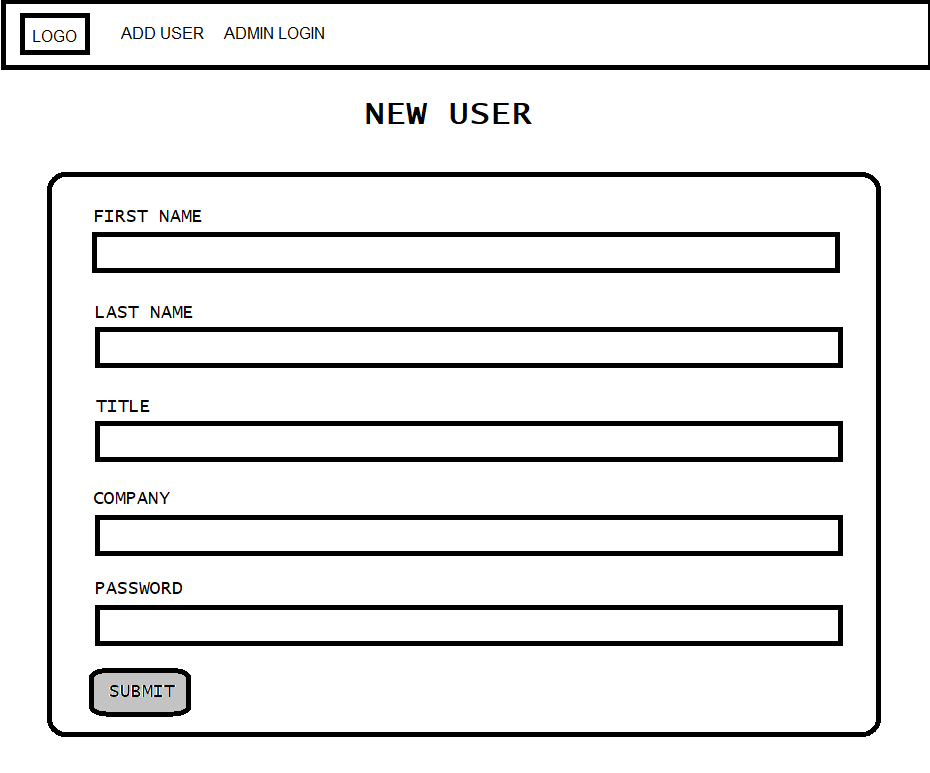 LOGO ADD USER ADMIN LOGIN
NEW USER
FIRST NAME
LAST NAME
TITLE
COMPANY
PASSWORD
SUBMIT